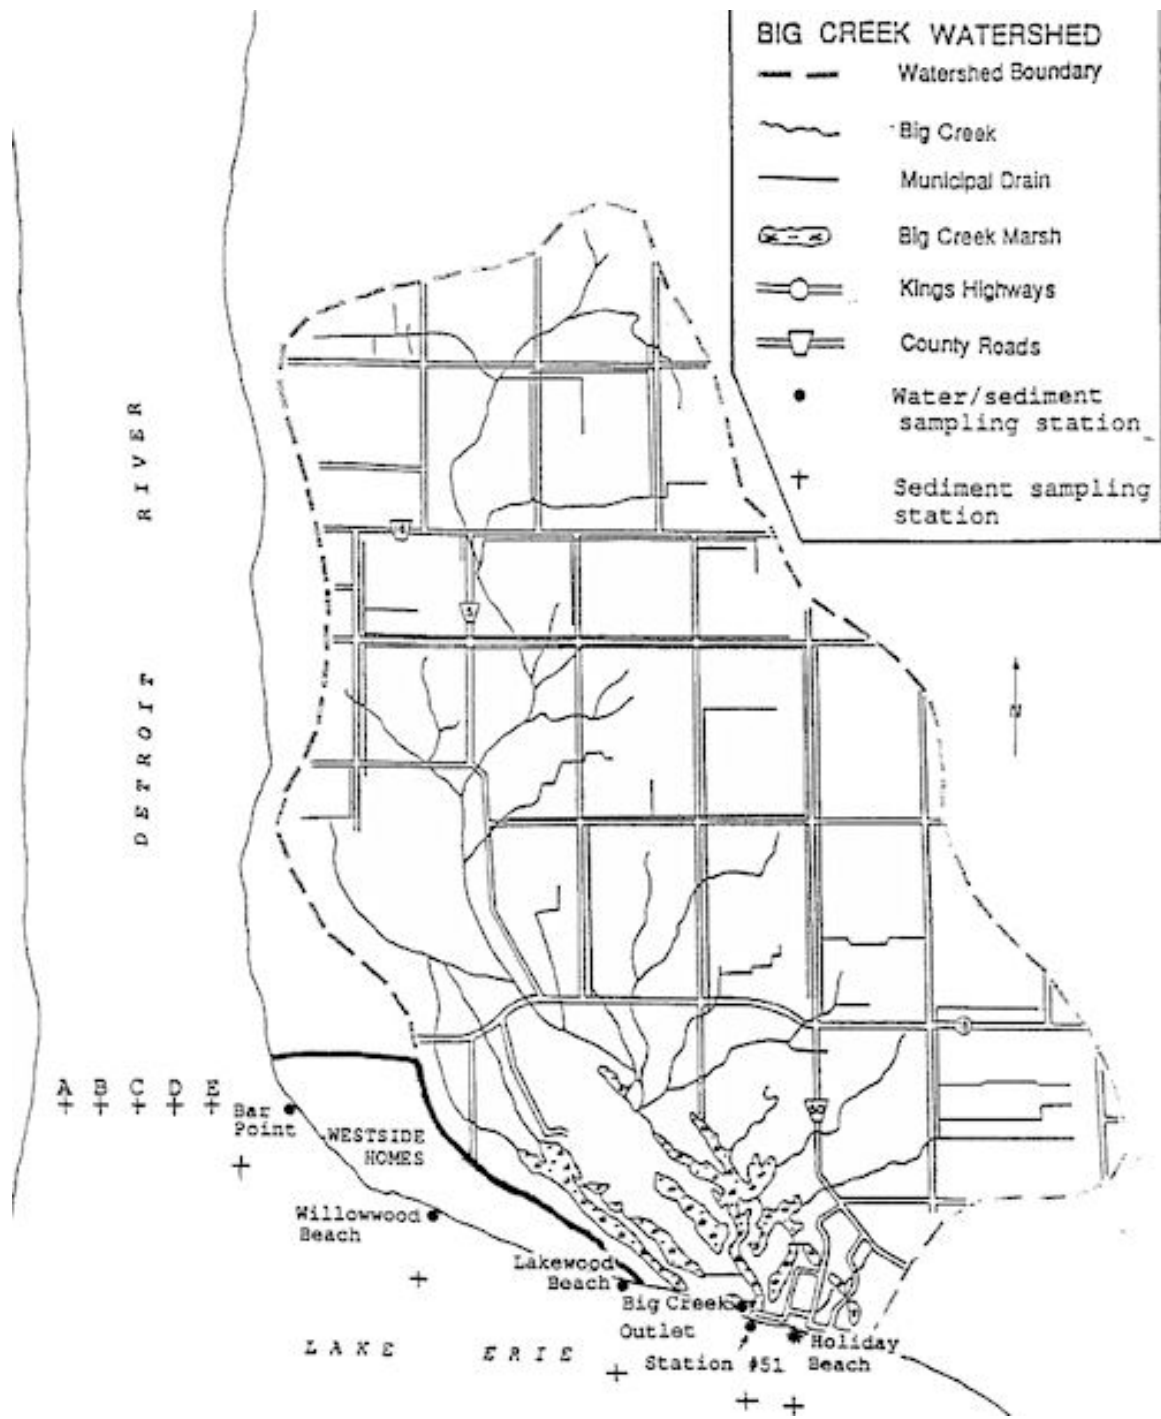 BIG CREEK WATERSHED
Watershed Boundary
Big Creek
Municipal Drain
Big Creek Marsh
Kings Highways
County Roads
Water/sediment
sampling station
Sediment sampling
station
RIVER
DETROIT
4
5
N
A B C D E
Bar
Point
WESTSIDE
HOMES
Willowwood
Beach
Lakewood
Beach
Big Creek
Outlet
Station #51
Holiday
Beach
LAKE ERIE